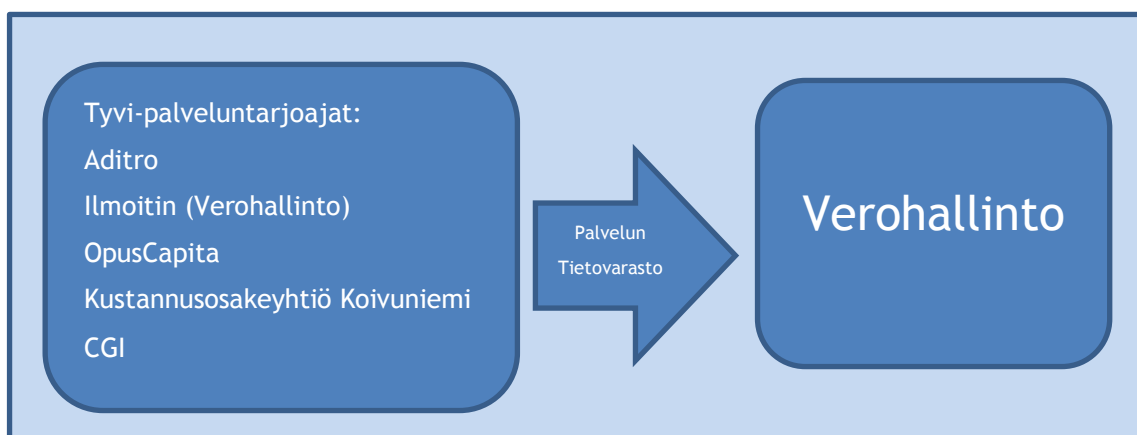 Tyvi-palveluntarjoajat:
Aditro
Ilmoitin (Verohallinto)
OpusCapita
Kustannusosakeyhtiö Koivuniemi
CGI
Palvelun
Tietovarasto
Verohallinto